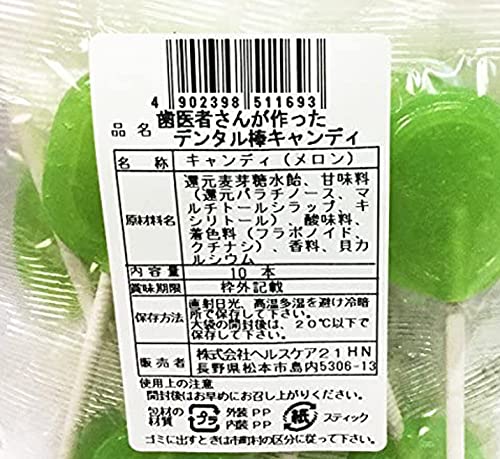 4 902398 511693
品名 歯医者さんが作った
デンタル棒キャンディ
名称 キャンディ（メロン）
原材料名 還元麦芽糖水飴、甘味料
（還元パラチノース、マ
ルチトールシラップ、キ
シリトール）、酸味料、
着色料（フラボノイド、
クチナシ）、香料、貝カ
ルシウム
内容量 10本
賞味期限 枠外記載
保存方法 直射日光、高温多湿を避け冷暗
所で保存して下さい。
大袋の開封後は、20℃以下で
保存して下さい。
販売者 株式会社ヘルスケア21HN
長野県松本市島内5306-13
使用上の注意
開封後はお早めにお召し上がりください。
包材の材質 プラ 外装PP 内装PP 紙 スティック
ゴミに出すときは市町村の区分に従って下さい。